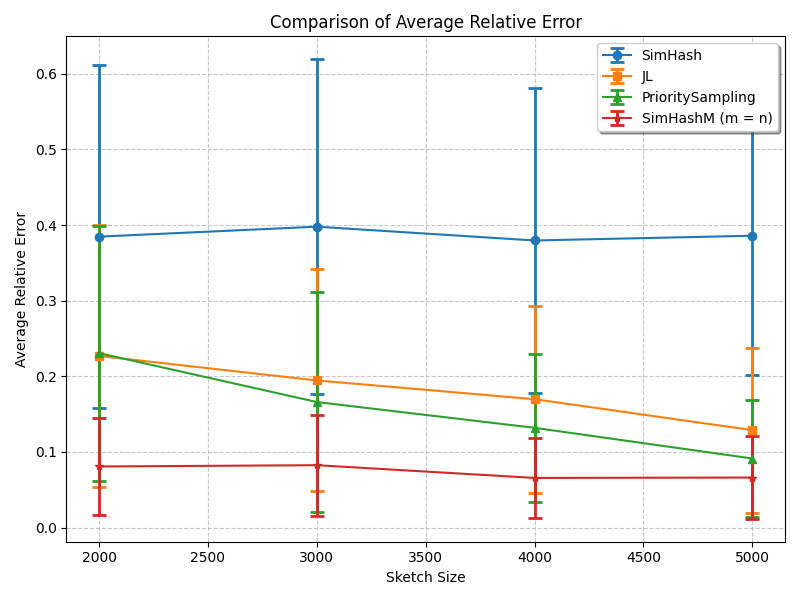 Comparison of Average Relative Error
SimHash
JL
PrioritySampling
SimHashM (m = n)
Average Relative Error
0.6
0.5
0.4
0.3
0.2
0.1
0.0
2000 2500 3000 3500 4000 4500 5000
Sketch Size